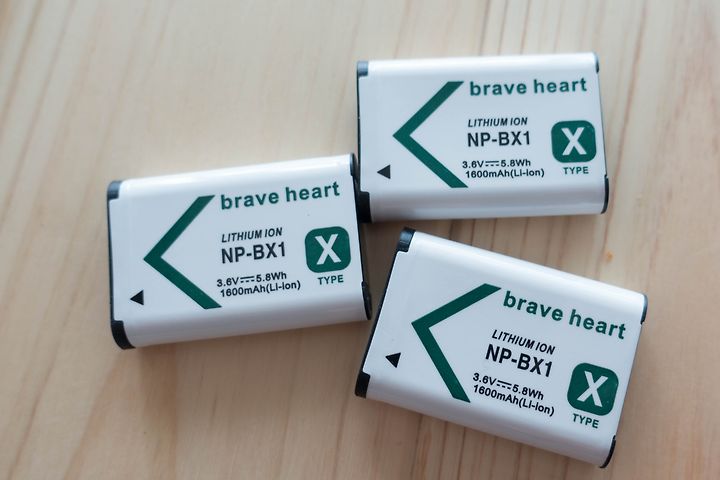 brave heart
LITHIUM ION
NP-BX1
3.6V⎓5.8Wh
1600mAh(Li-ion)
X
TYPE
brave heart
LITHIUM ION
NP-BX1
3.6V⎓5.8Wh
1600mAh(Li-ion)
X
TYPE
brave heart
LITHIUM ION
NP-BX1
3.6V⎓5.8Wh
1600mAh(Li-ion)
X
TYPE